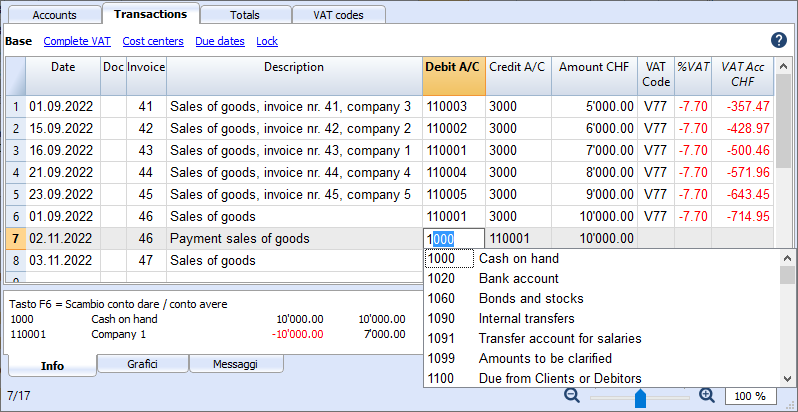 Accounts Transactions Totals VAT codes
Base Complete VAT Cost centers Due dates Lock ?
Date Doc Invoice Description Debit A/C Credit A/C Amount CHF VAT Code %VAT VAT Acc CHF
1 01.09.2022 41 Sales of goods, invoice nr. 41, company 3 110003 3000 5'000.00 V77 -7.70 -357.47
2 15.09.2022 42 Sales of goods, invoice nr. 42, company 2 110002 3000 6'000.00 V77 -7.70 -428.97
3 16.09.2022 43 Sales of goods, invoice nr. 43, company 1 110001 3000 7'000.00 V77 -7.70 -500.46
4 21.09.2022 44 Sales of goods, invoice nr. 44, company 4 110004 3000 8'000.00 V77 -7.70 -571.96
5 23.09.2022 45 Sales of goods, invoice nr. 45, company 5 110005 3000 9'000.00 V77 -7.70 -643.45
6 01.09.2022 46 Sales of goods 110001 3000 10'000.00 V77 -7.70 -714.95
7 02.11.2022 46 Payment sales of goods 1000 110001 10'000.00
8 03.11.2022 47 Sales of goods
1000 Cash on hand
1020 Bank account
1060 Bonds and stocks
1090 Internal transfers
1091 Transfer account for salaries
1099 Amounts to be clarified
1100 Due from Clients or Debitors
Tasto F6 = Scambio conto dare / conto avere
1000 Cash on hand 10'000.00 10'000.00
110001 Company 1 -10'000.00 7'000.00
Info Grafici Messaggi
7/17 100 %